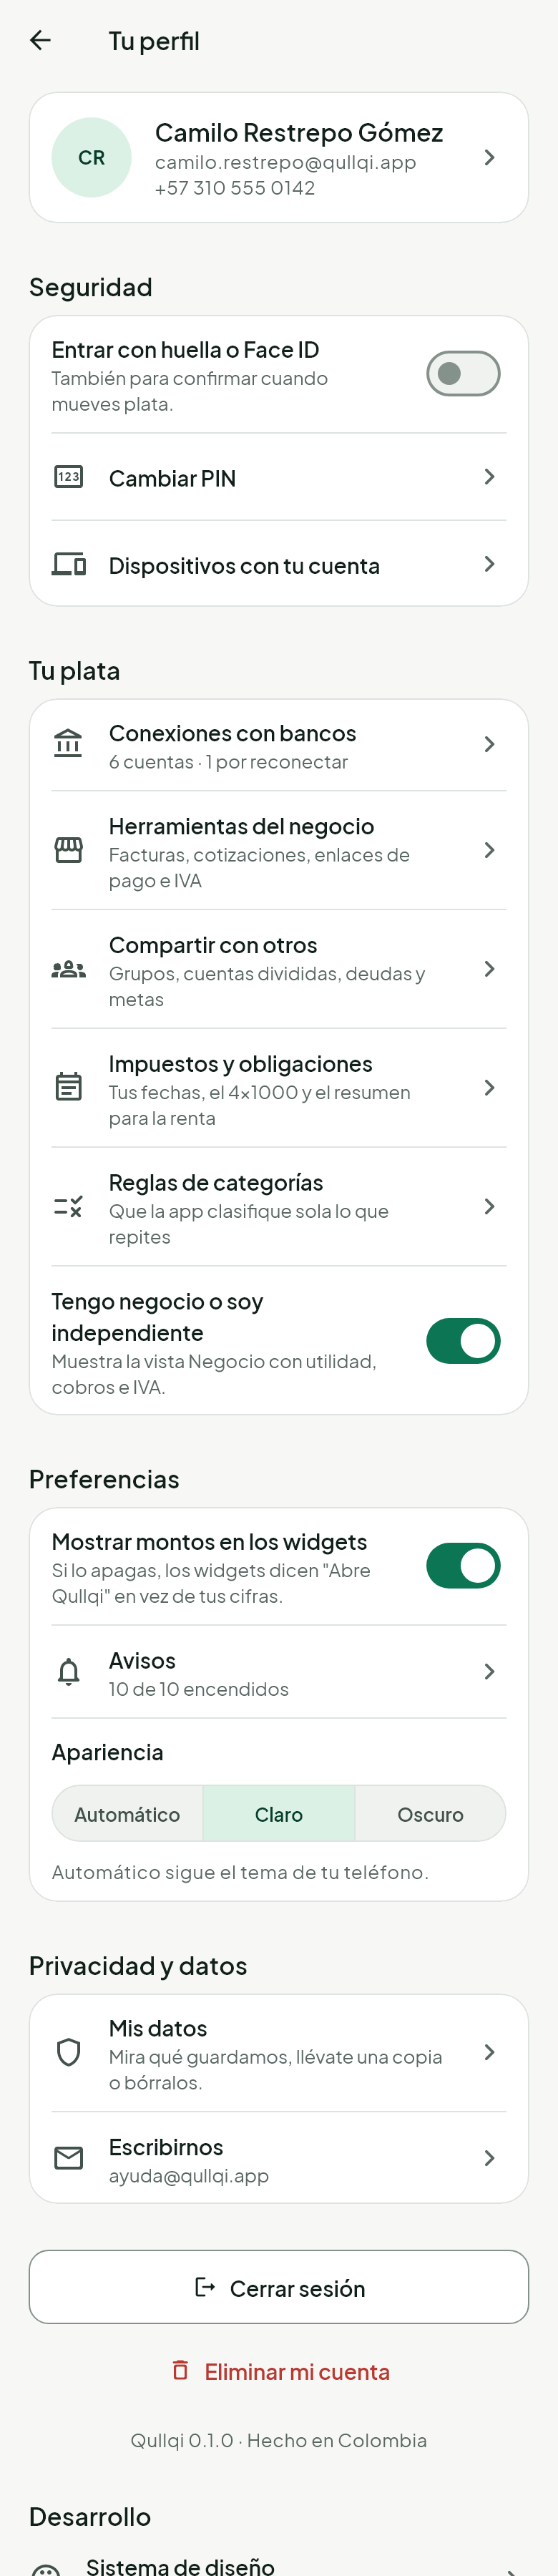 Tu perfil
CR
Camilo Restrepo Gómez
camilo.restrepo@qullqi.app
+57 310 555 0142
Seguridad
Entrar con huella o Face ID
También para confirmar cuando
mueves plata.
123
Cambiar PIN
Dispositivos con tu cuenta
Tu plata
Conexiones con bancos
6 cuentas · 1 por reconectar
Herramientas del negocio
Facturas, cotizaciones, enlaces de
pago e IVA
Compartir con otros
Grupos, cuentas divididas, deudas y
metas
Impuestos y obligaciones
Tus fechas, el 4×1000 y el resumen
para la renta
Reglas de categorías
Que la app clasifique sola lo que
repites
Tengo negocio o soy
independiente
Muestra la vista Negocio con utilidad,
cobros e IVA.
Preferencias
Mostrar montos en los widgets
Si lo apagas, los widgets dicen "Abre
Qullqi" en vez de tus cifras.
Avisos
10 de 10 encendidos
Apariencia
Automático
Claro
Oscuro
Automático sigue el tema de tu teléfono.
Privacidad y datos
Mis datos
Mira qué guardamos, llévate una copia
o bórralos.
Escribirnos
ayuda@qullqi.app
Cerrar sesión
Eliminar mi cuenta
Qullqi 0.1.0 · Hecho en Colombia
Desarrollo
Sistema de diseño